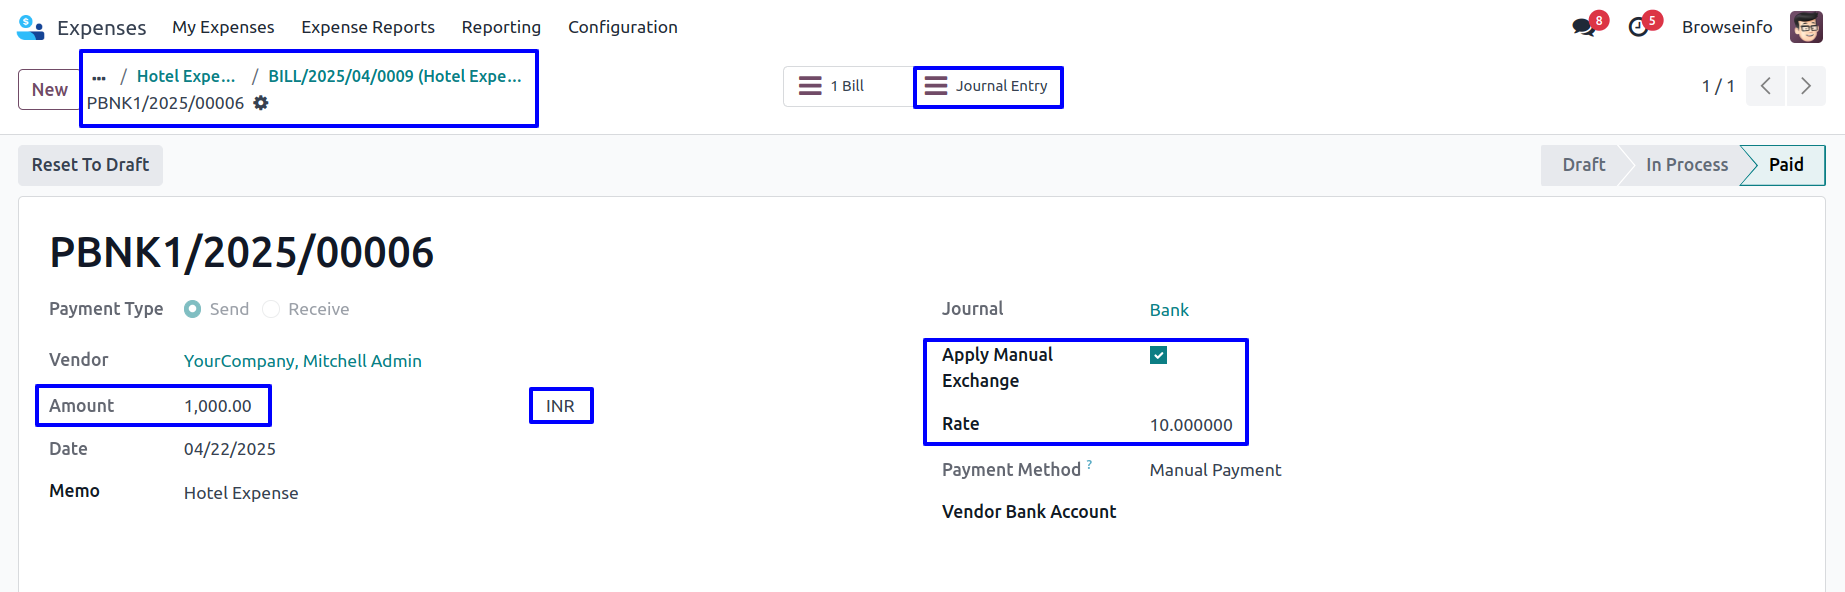 Expenses My Expenses Expense Reports Reporting Configuration 8 5 Browseinfo
New ... / Hotel Expe... / BILL/2025/04/0009 (Hotel Expe...
PBNK1/2025/00006
1 Bill Journal Entry 1 / 1
Reset To Draft Draft In Process Paid
PBNK1/2025/00006
Payment Type Send Receive
Vendor YourCompany, Mitchell Admin
Amount 1,000.00 INR
Date 04/22/2025
Memo Hotel Expense
Journal Bank
Apply Manual
Exchange
Rate 10.000000
Payment Method ? Manual Payment
Vendor Bank Account